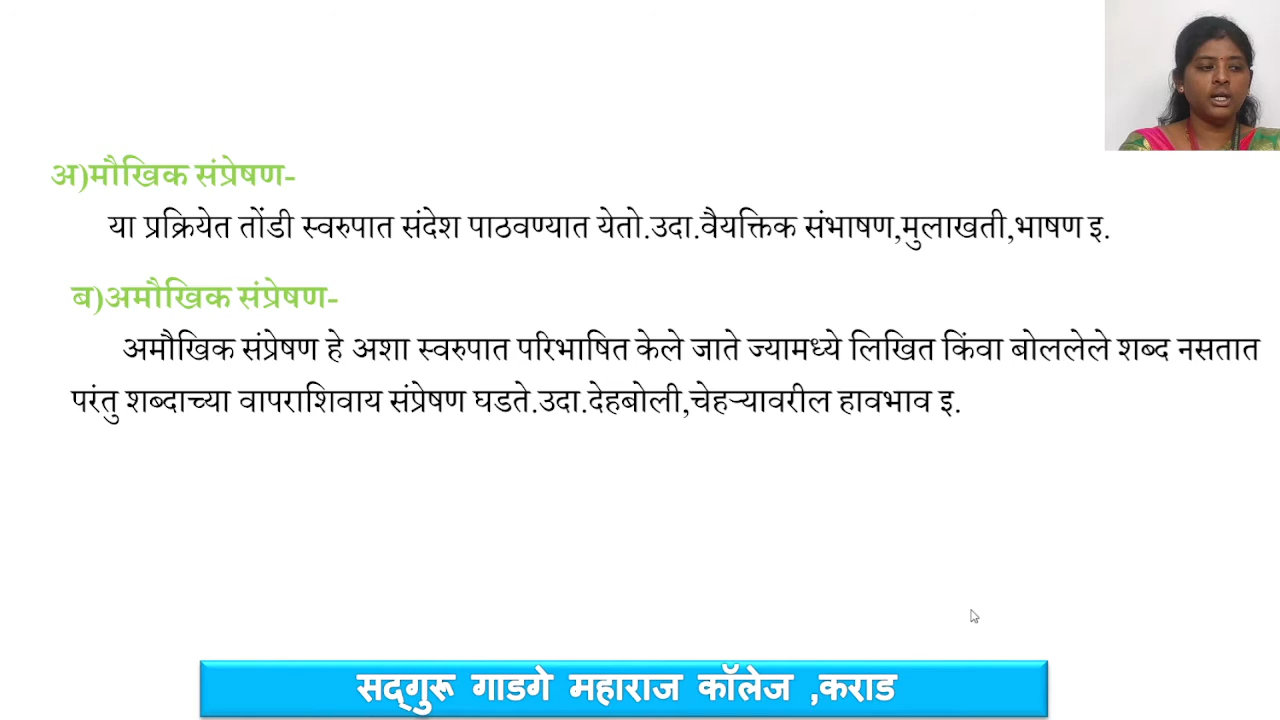 अ)मौखिक संप्रेषण-
या प्रक्रियेत तोंडी स्वरुपात संदेश पाठवण्यात येतो.उदा.वैयक्तिक संभाषण,मुलाखती,भाषण इ.
ब)अमौखिक संप्रेषण-
अमौखिक संप्रेषण हे अशा स्वरुपात परिभाषित केले जाते ज्यामध्ये लिखित किंवा बोललेले शब्द नसतात
परंतु शब्दाच्या वापराशिवाय संप्रेषण घडते.उदा.देहबोली,चेहऱ्यावरील हावभाव इ.
सद्‌गुरू गाडगे महाराज कॉलेज ,कराड